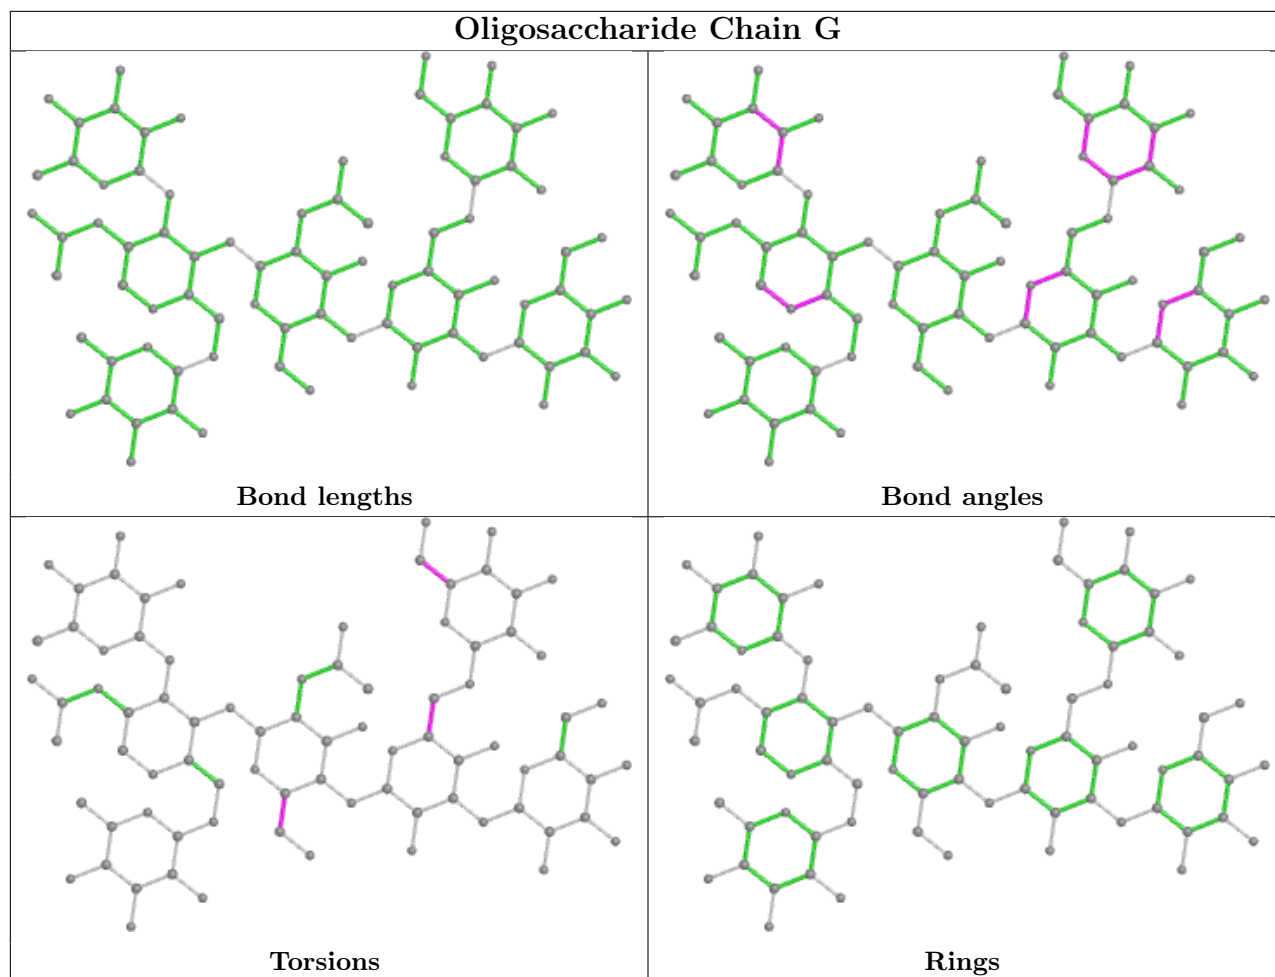 Oligosaccharide Chain G
Bond lengths
Bond angles
Torsions
Rings